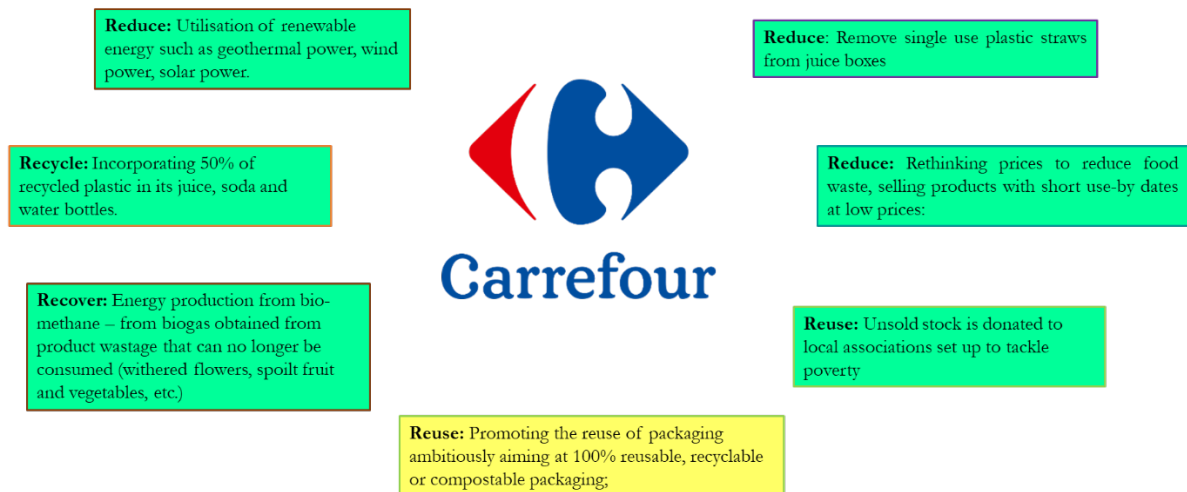 Reduce: Utilisation of renewable
energy such as geothermal power, wind
power, solar power.
Reduce: Remove single use plastic straws
from juice boxes
Recycle: Incorporating 50% of
recycled plastic in its juice, soda and
water bottles.
Reduce: Rethinking prices to reduce food
waste, selling products with short use-by dates
at low prices:
Carrefour
Recover: Energy production from bio-
methane – from biogas obtained from
product wastage that can no longer be
consumed (withered flowers, spoilt fruit
and vegetables, etc.)
Reuse: Unsold stock is donated to
local associations set up to tackle
poverty
Reuse: Promoting the reuse of packaging
ambitiously aiming at 100% reusable, recyclable
or compostable packaging;